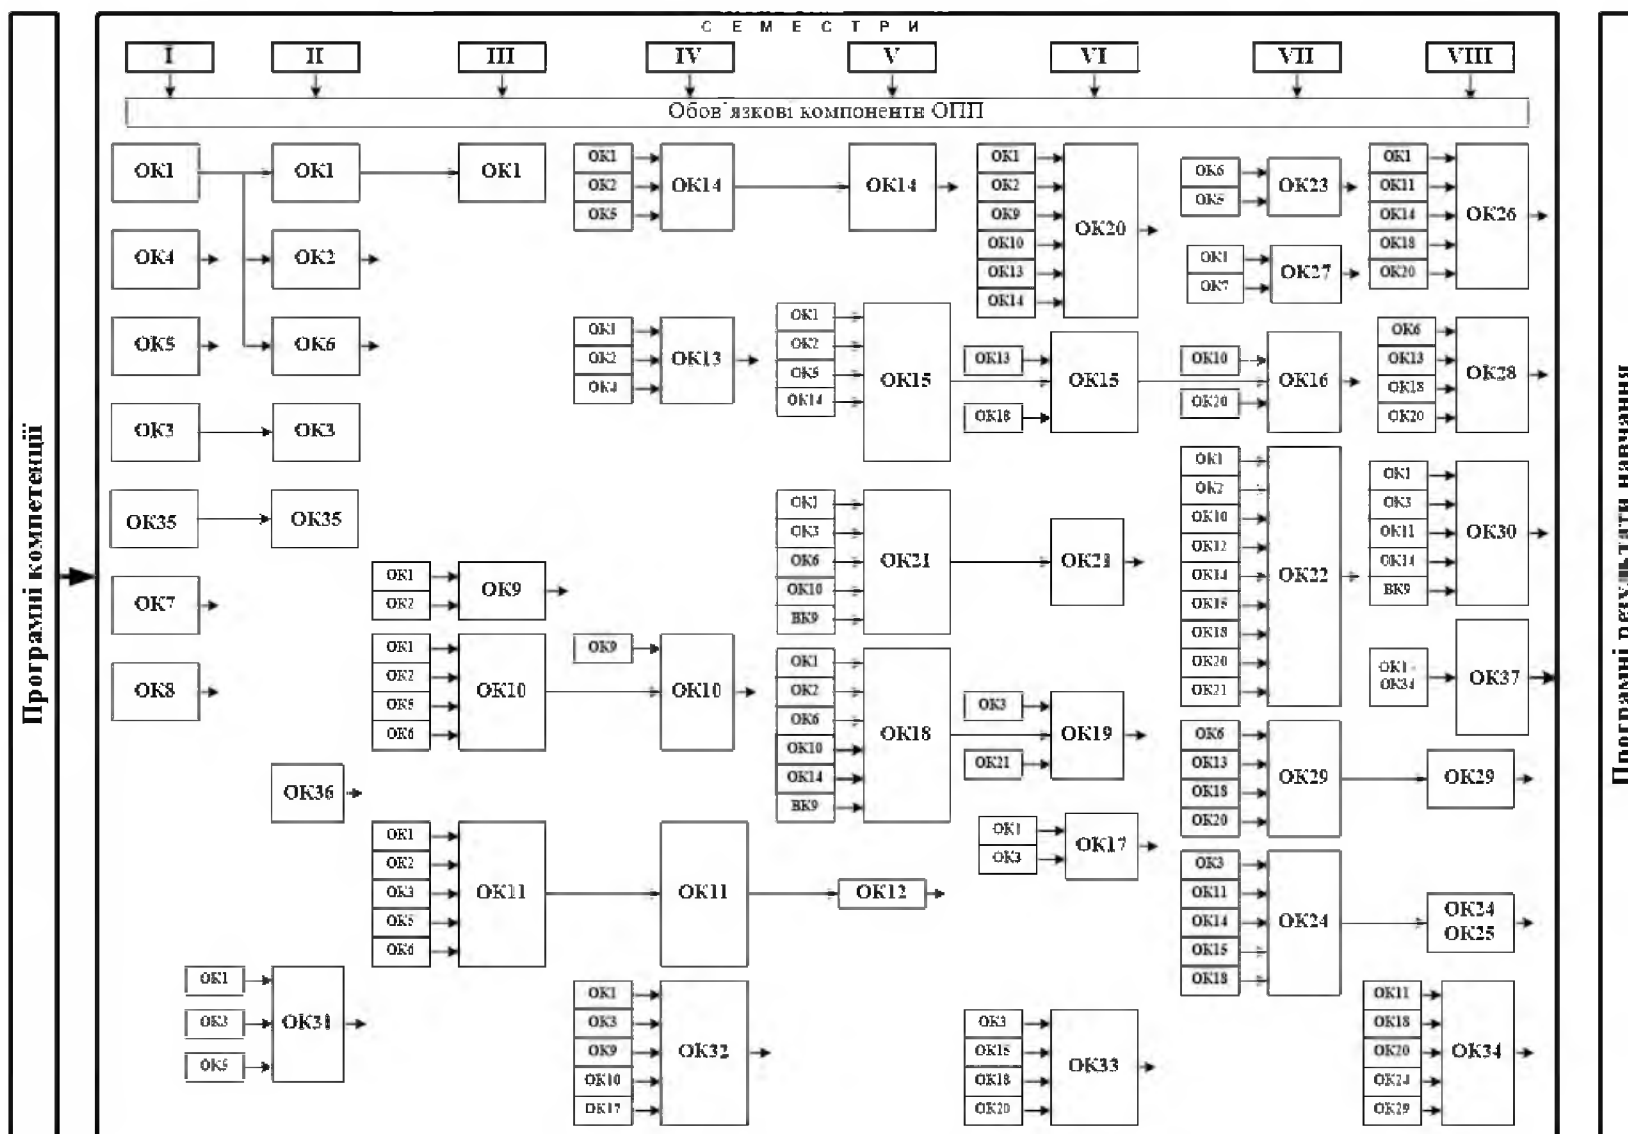 С Е М Е С Т Р И
I II III IV V VI VII VIII
Обов`язкові компоненти ОПП
Програмні компетенції
ОК1
ОК4
ОК5
ОК3
ОК35
ОК7
ОК8
ОК1
ОК2
ОК6
ОК3
ОК35
ОК36
ОК1
ОК3
ОК5
ОК31
ОК1
ОК1
ОК2
ОК9
ОК1
ОК2
ОК5
ОК6
ОК10
ОК1
ОК2
ОК3
ОК5
ОК6
ОК11
ОК1
ОК2
ОК5
ОК14
ОК1
ОК2
ОК4
ОК13
ОК9
ОК10
ОК11
ОК1
ОК3
ОК9
ОК10
ОК17
ОК32
ОК14
ОК1
ОК2
ОК5
ОК14
ОК15
ОК1
ОК3
ОК6
ОК10
ВК9
ОК21
ОК1
ОК2
ОК6
ОК10
ОК14
ВК9
ОК18
ОК12
ОК1
ОК2
ОК9
ОК10
ОК13
ОК14
ОК20
ОК13
ОК18
ОК15
ОК21
ОК3
ОК21
ОК19
ОК1
ОК3
ОК17
ОК3
ОК15
ОК18
ОК20
ОК33
ОК6
ОК5
ОК23
ОК1
ОК7
ОК27
ОК10
ОК20
ОК16
ОК1
ОК2
ОК10
ОК12
ОК14
ОК15
ОК18
ОК20
ОК21
ОК22
ОК6
ОК13
ОК18
ОК20
ОК29
ОК3
ОК11
ОК14
ОК15
ОК18
ОК24
ОК1
ОК11
ОК14
ОК18
ОК20
ОК26
ОК6
ОК13
ОК18
ОК20
ОК28
ОК1
ОК3
ОК11
ОК14
ВК9
ОК30
ОК1 -
ОК34
ОК37
ОК29
ОК24
ОК25
ОК11
ОК18
ОК20
ОК24
ОК29
ОК34
Програмні результати навчання